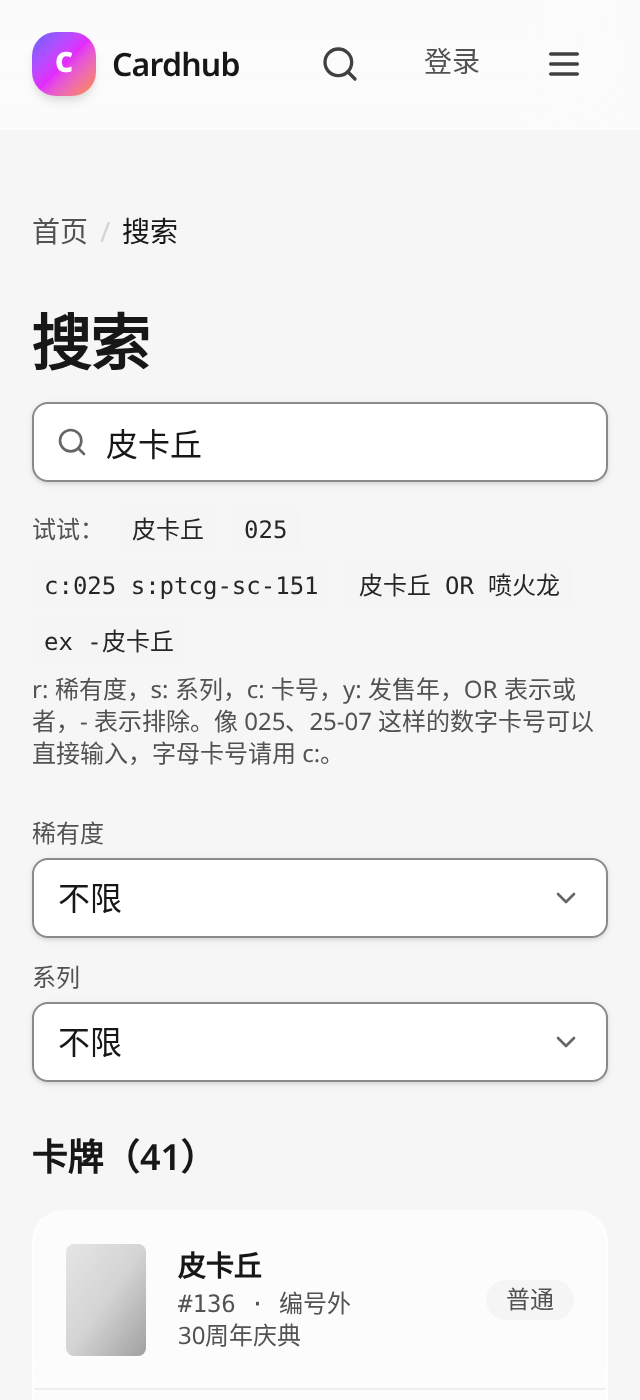 C Cardhub 登录
首页 / 搜索
搜索
皮卡丘
试试： 皮卡丘 025
c:025 s:ptcg-sc-151 皮卡丘 OR 喷火龙
ex -皮卡丘
r: 稀有度，s: 系列，c: 卡号，y: 发售年，OR 表示或
者，- 表示排除。像 025、25-07 这样的数字卡号可以
直接输入，字母卡号请用 c:。
稀有度
不限
系列
不限
卡牌（41）
皮卡丘
#136 · 编号外
30周年庆典
普通